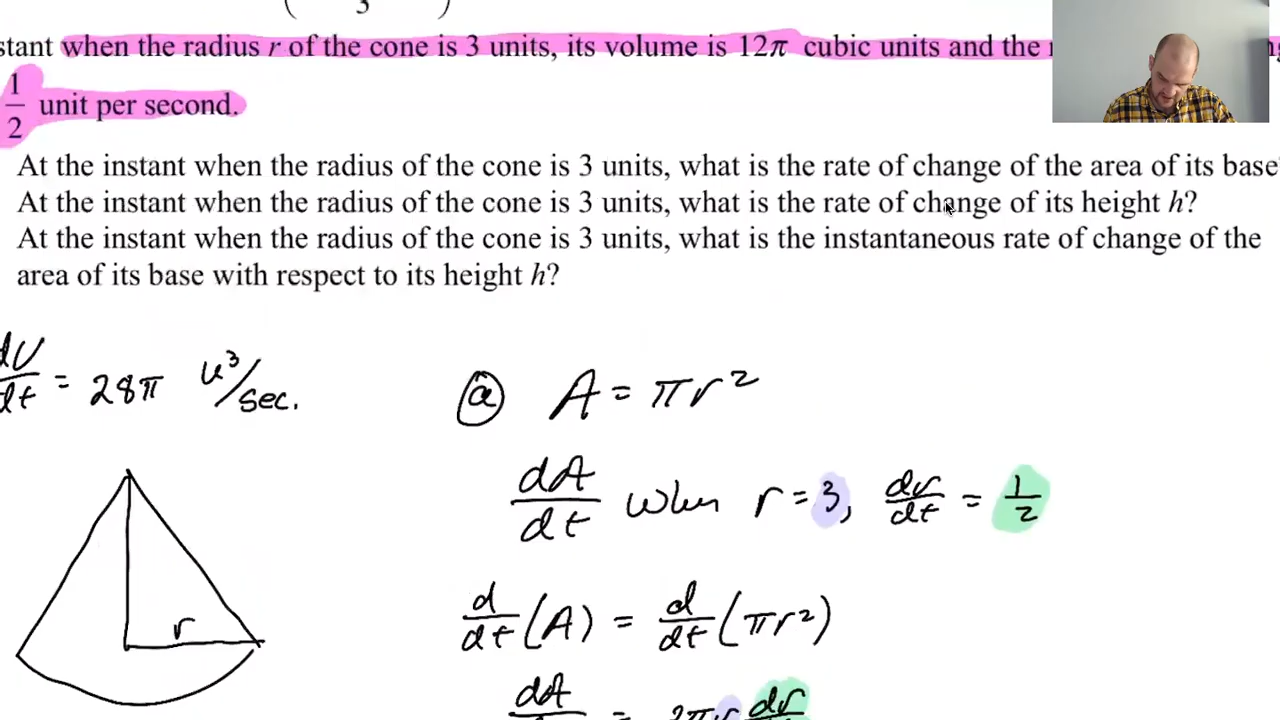 ( 3 )
stant when the radius r of the cone is 3 units, its volume is 12π cubic units and the
1/2 unit per second.
At the instant when the radius of the cone is 3 units, what is the rate of change of the area of its base
At the instant when the radius of the cone is 3 units, what is the rate of change of its height h?
At the instant when the radius of the cone is 3 units, what is the instantaneous rate of change of the
area of its base with respect to its height h?
dV/dt = 28π u³/sec.
ⓐ A = πr²
dA/dt when r = 3, dr/dt = 1/2
d/dt (A) = d/dt (πr²)
r
dA = 2πr dr